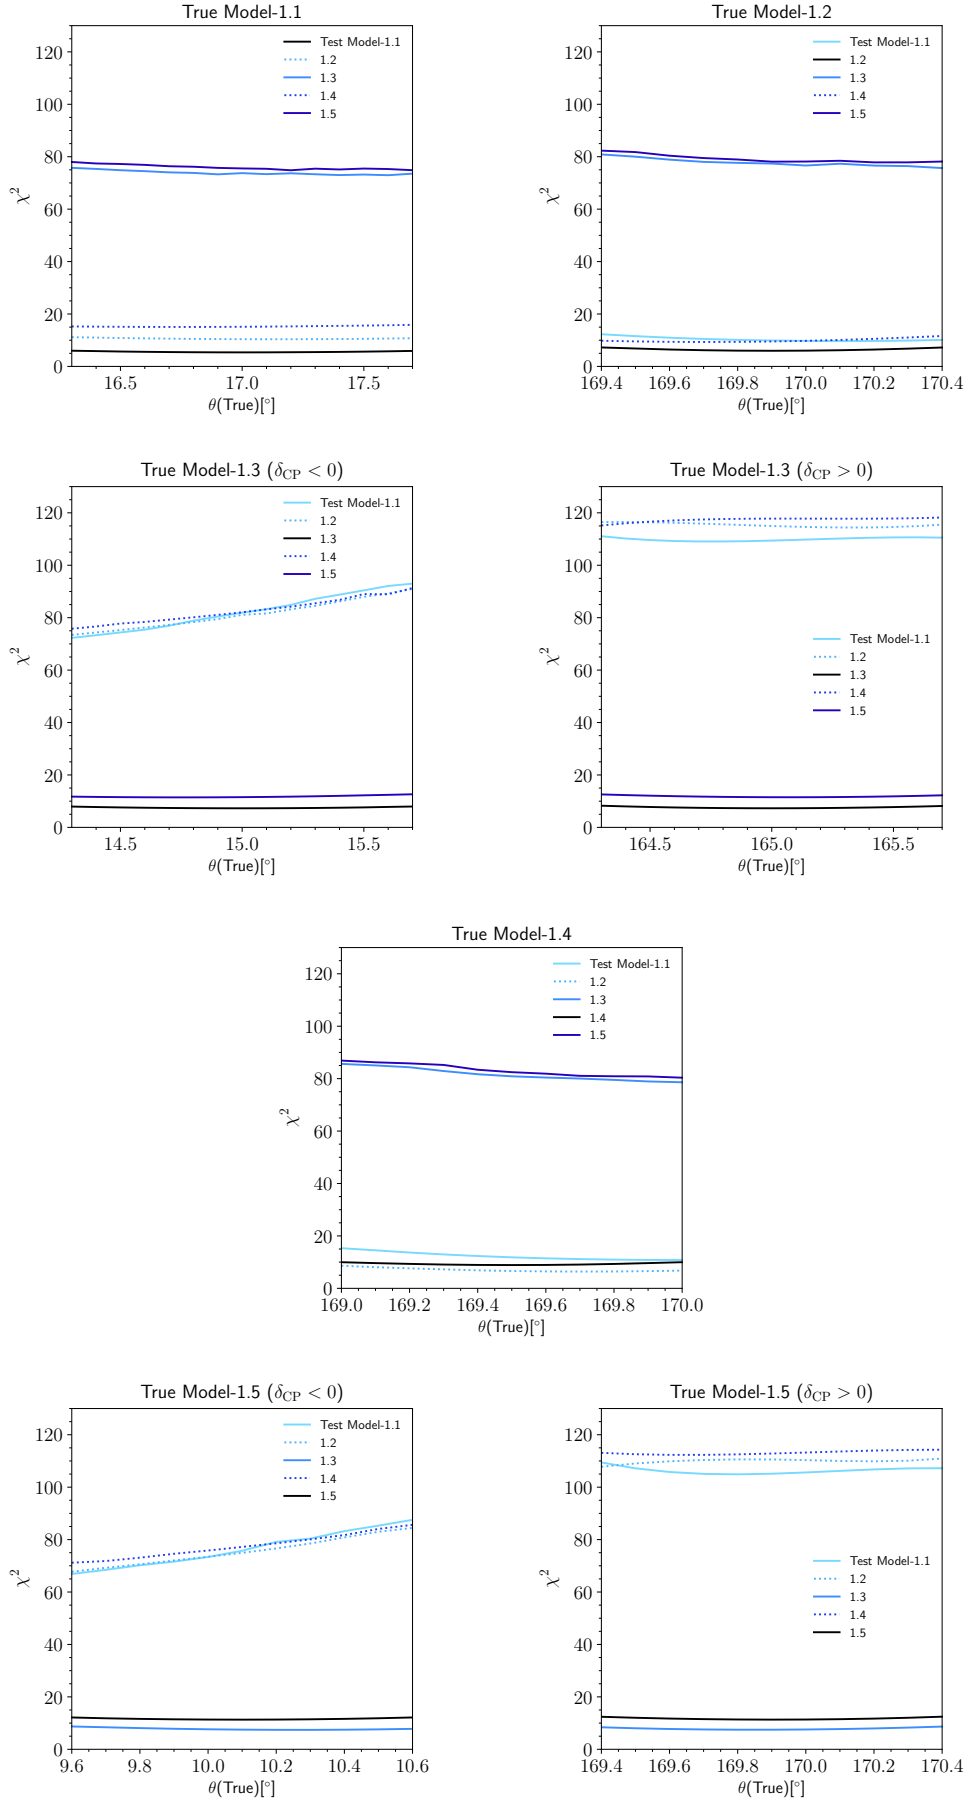 True Model-1.1
χ²
120
100
80
60
40
20
0
Test Model-1.1
1.2
1.3
1.4
1.5
16.5 17.0 17.5
θ(True)[°]
True Model-1.2
χ²
120
100
80
60
40
20
0
Test Model-1.1
1.2
1.3
1.4
1.5
169.4 169.6 169.8 170.0 170.2 170.4
θ(True)[°]
True Model-1.3 (δCP < 0)
χ²
120
100
80
60
40
20
0
Test Model-1.1
1.2
1.3
1.4
1.5
14.5 15.0 15.5
θ(True)[°]
True Model-1.3 (δCP > 0)
χ²
120
100
80
60
40
20
0
Test Model-1.1
1.2
1.3
1.4
1.5
164.5 165.0 165.5
θ(True)[°]
True Model-1.4
χ²
120
100
80
60
40
20
0
Test Model-1.1
1.2
1.3
1.4
1.5
169.0 169.2 169.4 169.6 169.8 170.0
θ(True)[°]
True Model-1.5 (δCP < 0)
χ²
120
100
80
60
40
20
0
Test Model-1.1
1.2
1.3
1.4
1.5
9.6 9.8 10.0 10.2 10.4 10.6
θ(True)[°]
True Model-1.5 (δCP > 0)
χ²
120
100
80
60
40
20
0
Test Model-1.1
1.2
1.3
1.4
1.5
169.4 169.6 169.8 170.0 170.2 170.4
θ(True)[°]